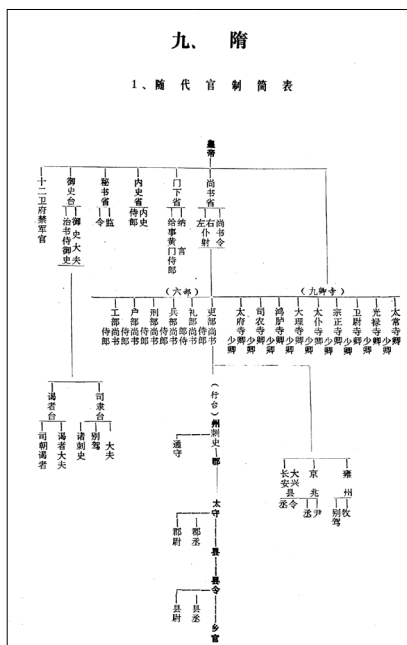 九、 隋
1、随代官制简表
皇帝
尚书省
尚书令
左右仆射
门下省
纳言
给事黄门侍郎
内史省
内史
侍郎
秘书省
监
令
御史台
御史大夫
治书侍御史
十二卫府禁军官
（六部）
（九卿寺）
吏部尚书
侍郎
礼部尚书
侍郎
兵部尚书
侍郎
刑部尚书
侍郎
户部尚书
侍郎
工部尚书
侍郎
太常寺卿
少卿
光禄寺卿
少卿
卫尉寺卿
少卿
宗正寺卿
少卿
太仆寺卿
少卿
大理寺卿
少卿
鸿胪寺卿
少卿
司农寺卿
少卿
太府寺卿
少卿
司隶台
大夫
别驾
诸刺史
谒者台
谒者大夫
司朝谒者
（行台）
州刺史
通守
郡
太守
郡丞
郡尉
县
县令
县丞
县尉
乡官
雍州
牧
别驾
京兆
尹
丞
大兴
长安县
令
丞